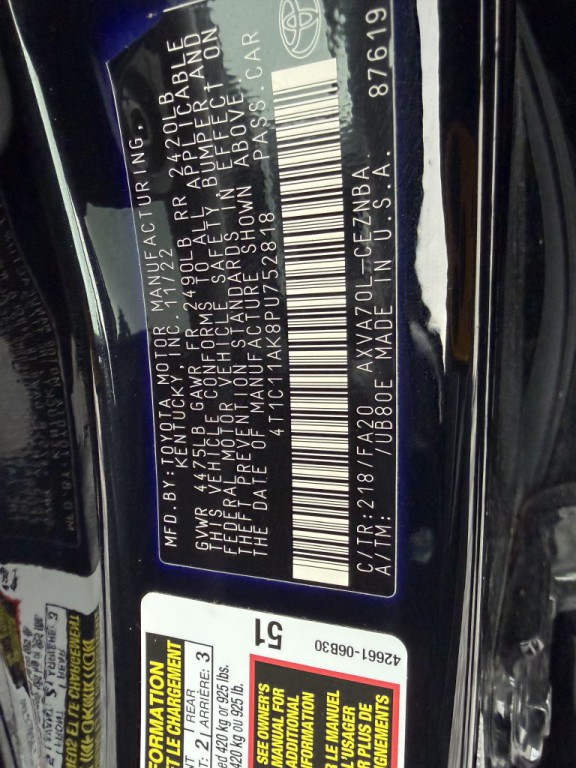 MFD. BY: TOYOTA MOTOR MANUFACTURING,
KENTUCKY, INC. 11/22
GVWR 4475LB GAWR FR 2490LB RR 2420LB
THIS VEHICLE CONFORMS TO ALL APPLICABLE
FEDERAL MOTOR VEHICLE SAFETY, BUMPER AND
THEFT PREVENTION STANDARDS IN EFFECT ON
THE DATE OF MANUFACTURE SHOWN ABOVE.
4T1C11AK8PU752818 PASS. CAR
C/TR: 218/FA20 AXVA70L-CEZNBA
A/TM: /UB80E MADE IN U.S.A. 87619
51
42661-06B30
ET LE CHARGEMENT
REAR
2 ARRIÈRE: 3
420 kg ou 925 lbs.
420 kg ou 925 lb.
SEE OWNER'S
MANUAL FOR
ADDITIONAL
INFORMATION
LE MANUEL
L'USAGER
PLUS DE